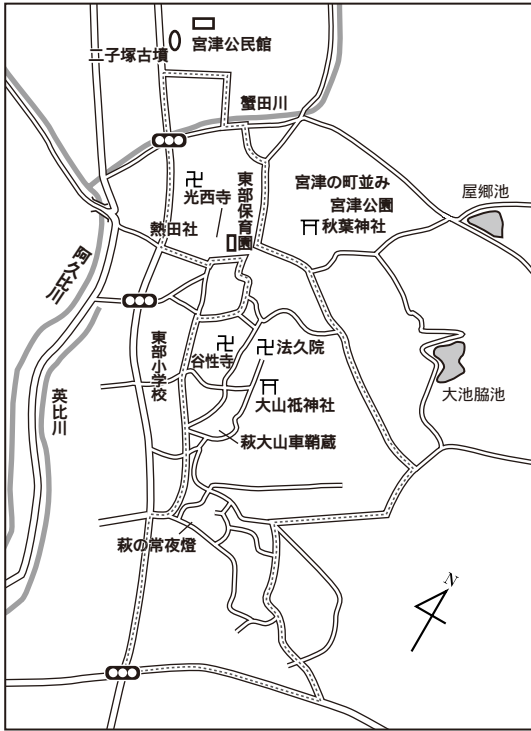 宮津公民館
二子塚古墳
蟹田川
光西寺
東部保育園
宮津の町並み
宮津公園
秋葉神社
屋郷池
熱田社
阿久比川
東部小学校
谷性寺
法久院
大山祗神社
大池脇池
英比川
萩大山車鞘蔵
萩の常夜燈
N